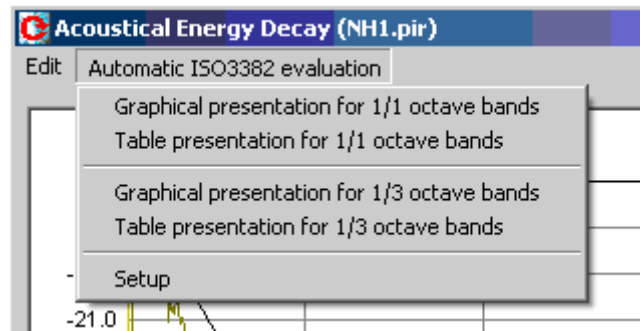 Acoustical Energy Decay (NH1.pir)
Edit Automatic ISO3382 evaluation
Graphical presentation for 1/1 octave bands
Table presentation for 1/1 octave bands
Graphical presentation for 1/3 octave bands
Table presentation for 1/3 octave bands
Setup
-21.0